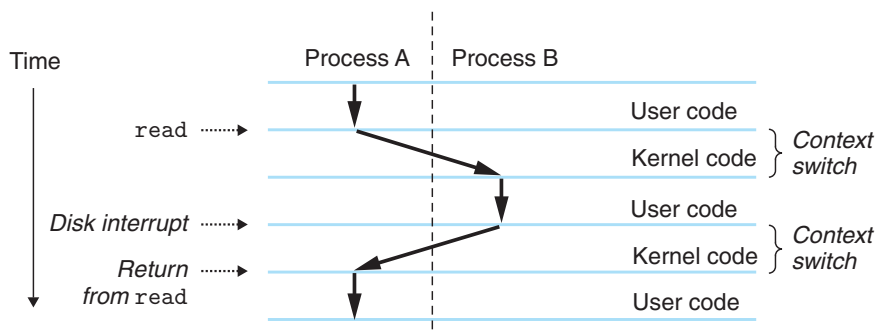 Process A Process B
Time
User code
read
Kernel code
Context
switch
User code
Disk interrupt
Kernel code
Context
switch
Return
from read
User code